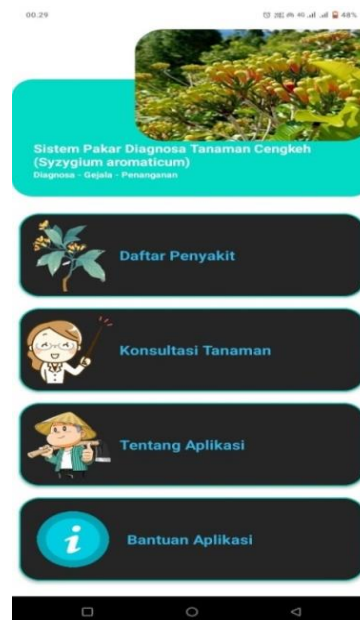 00.29
48%
Sistem Pakar Diagnosa Tanaman Cengkeh
(Syzygium aromaticum)
Diagnosa - Gejala - Penanganan
Daftar Penyakit
Konsultasi Tanaman
Tentang Aplikasi
Bantuan Aplikasi